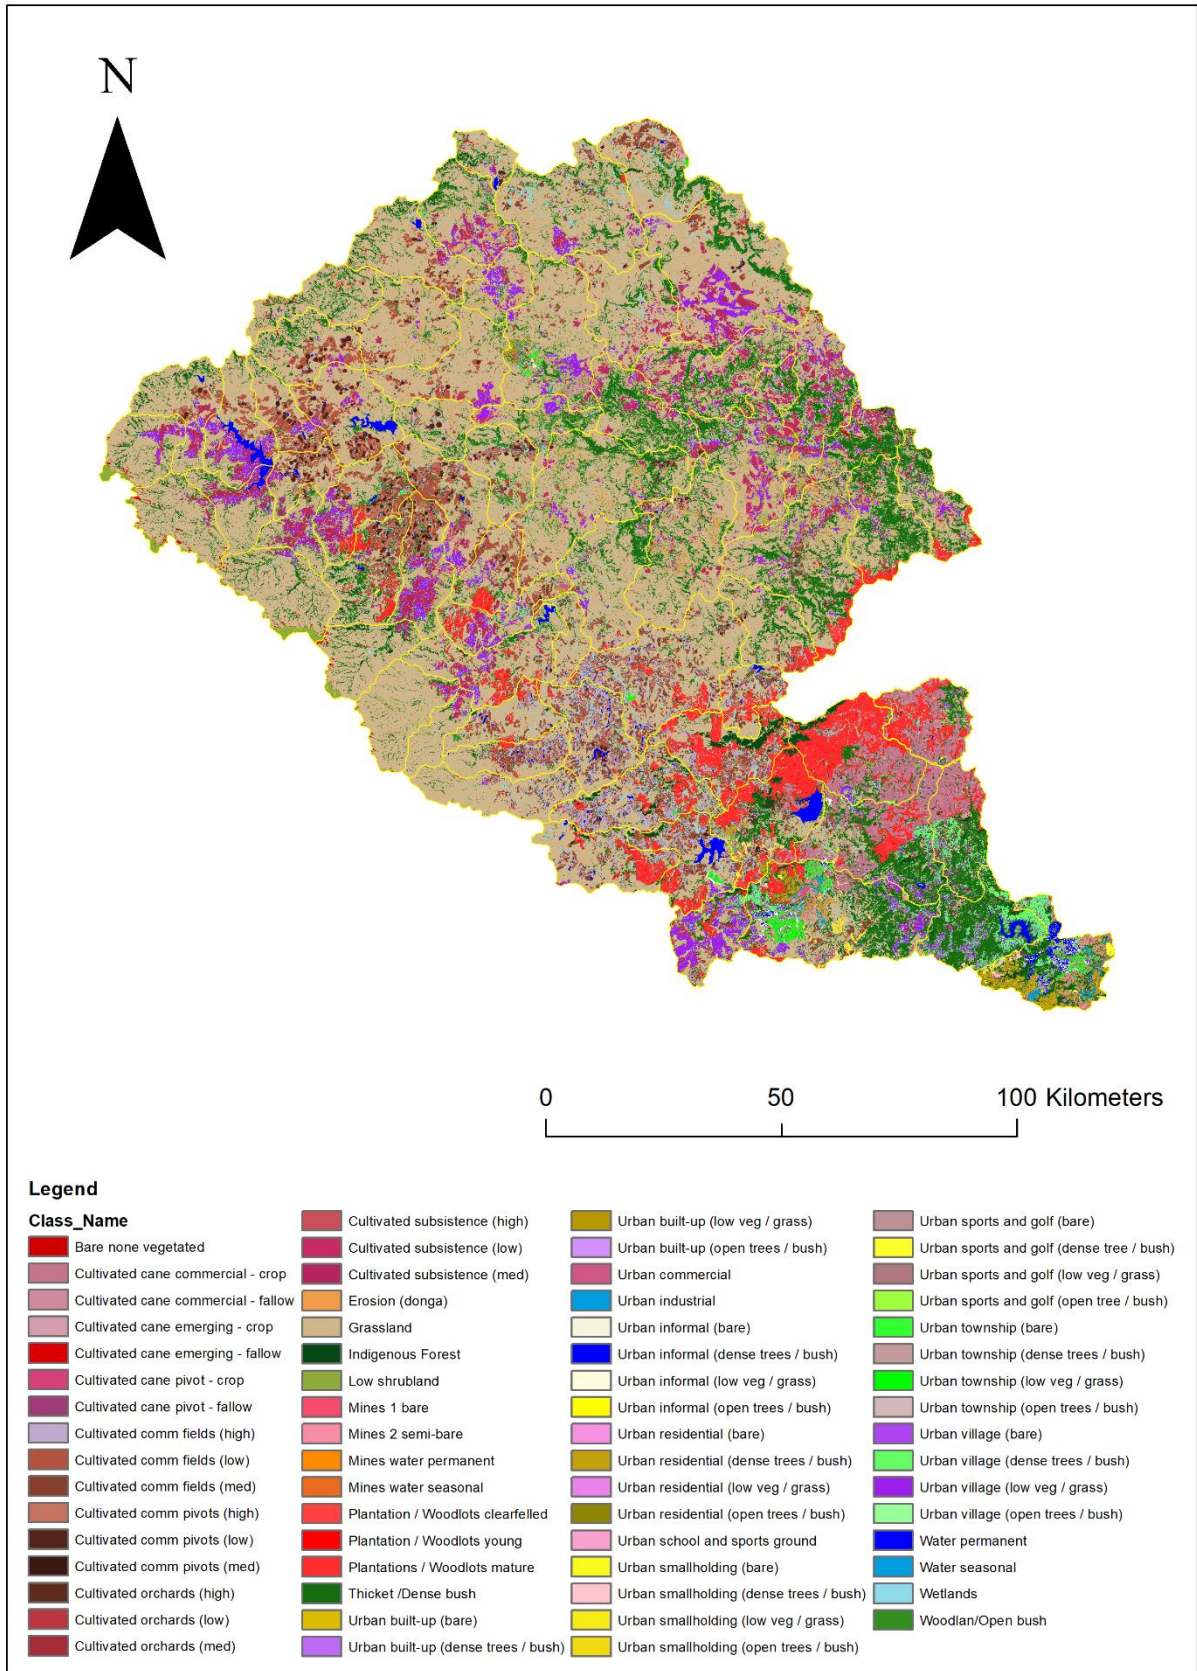 N
0 50 100 Kilometers
Legend
Class_Name
Bare none vegetated
Cultivated cane commercial - crop
Cultivated cane commercial - fallow
Cultivated cane emerging - crop
Cultivated cane emerging - fallow
Cultivated cane pivot - crop
Cultivated cane pivot - fallow
Cultivated comm fields (high)
Cultivated comm fields (low)
Cultivated comm fields (med)
Cultivated comm pivots (high)
Cultivated comm pivots (low)
Cultivated comm pivots (med)
Cultivated orchards (high)
Cultivated orchards (low)
Cultivated orchards (med)
Cultivated subsistence (high)
Cultivated subsistence (low)
Cultivated subsistence (med)
Erosion (donga)
Grassland
Indigenous Forest
Low shrubland
Mines 1 bare
Mines 2 semi-bare
Mines water permanent
Mines water seasonal
Plantation / Woodlots clearfelled
Plantation / Woodlots young
Plantations / Woodlots mature
Thicket /Dense bush
Urban built-up (bare)
Urban built-up (dense trees / bush)
Urban built-up (low veg / grass)
Urban built-up (open trees / bush)
Urban commercial
Urban industrial
Urban informal (bare)
Urban informal (dense trees / bush)
Urban informal (low veg / grass)
Urban informal (open trees / bush)
Urban residential (bare)
Urban residential (dense trees / bush)
Urban residential (low veg / grass)
Urban residential (open trees / bush)
Urban school and sports ground
Urban smallholding (bare)
Urban smallholding (dense trees / bush)
Urban smallholding (low veg / grass)
Urban smallholding (open trees / bush)
Urban sports and golf (bare)
Urban sports and golf (dense tree / bush)
Urban sports and golf (low veg / grass)
Urban sports and golf (open tree / bush)
Urban township (bare)
Urban township (dense trees / bush)
Urban township (low veg / grass)
Urban township (open trees / bush)
Urban village (bare)
Urban village (dense trees / bush)
Urban village (low veg / grass)
Urban village (open trees / bush)
Water permanent
Water seasonal
Wetlands
Woodlan/Open bush